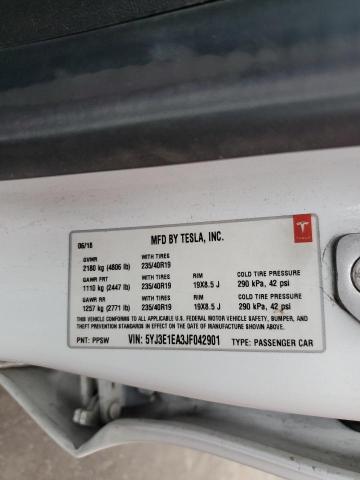 06/18 MFD BY TESLA, INC.
GVWR WITH TIRES
2180 kg (4806 lb) 235/40R19
GAWR FRT WITH TIRES RIM COLD TIRE PRESSURE
1110 kg (2447 lb) 235/40R19 19X8.5 J 290 kPa, 42 psi
GAWR RR WITH TIRES RIM COLD TIRE PRESSURE
1257 kg (2771 lb) 235/40R19 19X8.5 J 290 kPa, 42 psi
THIS VEHICLE CONFORMS TO ALL APPLICABLE U.S. FEDERAL MOTOR VEHICLE SAFETY, BUMPER, AND
THEFT PREVENTION STANDARDS IN EFFECT ON THE DATE OF MANUFACTURE SHOWN ABOVE.
PNT: PPSW VIN: 5YJ3E1EA3JF042901 TYPE: PASSENGER CAR